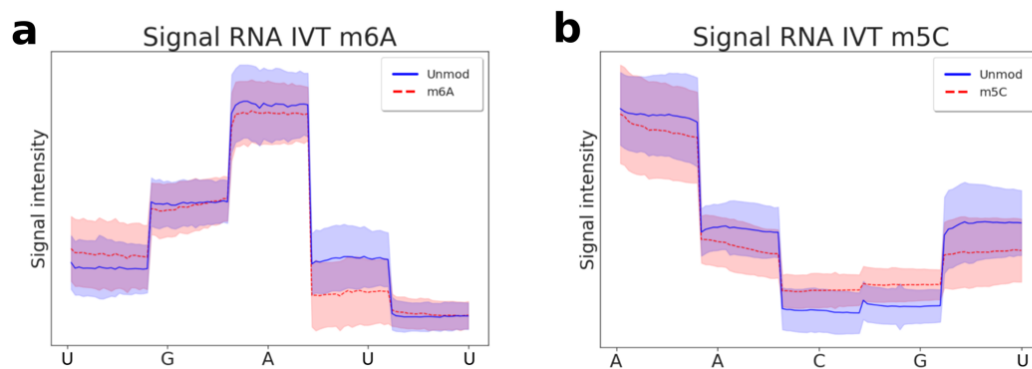 a
Signal RNA IVT m6A
Signal intensity
Unmod
m6A
U G A U U
b
Signal RNA IVT m5C
Signal intensity
Unmod
m5C
A A C G U